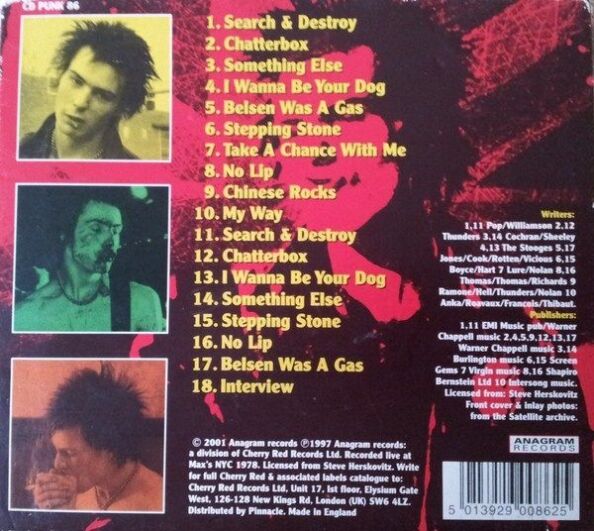 CD PUNK 86
1. Search & Destroy
2. Chatterbox
3. Something Else
4. I Wanna Be Your Dog
5. Belsen Was A Gas
6. Stepping Stone
7. Take A Chance With Me
8. No Lip
9. Chinese Rocks
10. My Way
11. Search & Destroy
12. Chatterbox
13. I Wanna Be Your Dog
14. Something Else
15. Stepping Stone
16. No Lip
17. Belsen Was A Gas
18. Interview
Writers:
1,11 Pop/Williamson 2.12
Thunders 3,14 Cochran/Sheeley
4,13 The Stooges 5.17
Jones/Cook/Rotten/Vicious 6,15
Boyce/Hart 7 Lure/Nolan 8,16
Thomas/Thomas/Richards 9
Ramone/Hell/Thunders/Nolan 10
Anka/Roavaux/Francois/Thibaut.
Publishers:
1,11 EMI Music pub/Warner
Chappell music 2,4,5,9,12,13,17
Warner Chappell music 3,14
Burlington music 6,15 Screen
Gems 7 Virgin music 8,16 Shapiro
Bernstein Ltd 10 Intersong music.
Licensed from: Steve Herskovitz
Front cover & inlay photos:
from the Satellite archive.
© 2001 Anagram records ℗1997 Anagram records:
a division of Cherry Red Records Ltd. Recorded live at
Max's NYC 1978. Licensed from Steve Herskovitz. Write
for full Cherry Red and associated labels catalogue to:
Cherry Red Records Ltd, Unit 17, 1st floor, Elysium Gate
West, 126-128 New Kings Rd, London (UK) SW6 4LZ.
Distributed by Pinnacle. Made in England
ANAGRAM
RECORDS
5 013929 008625